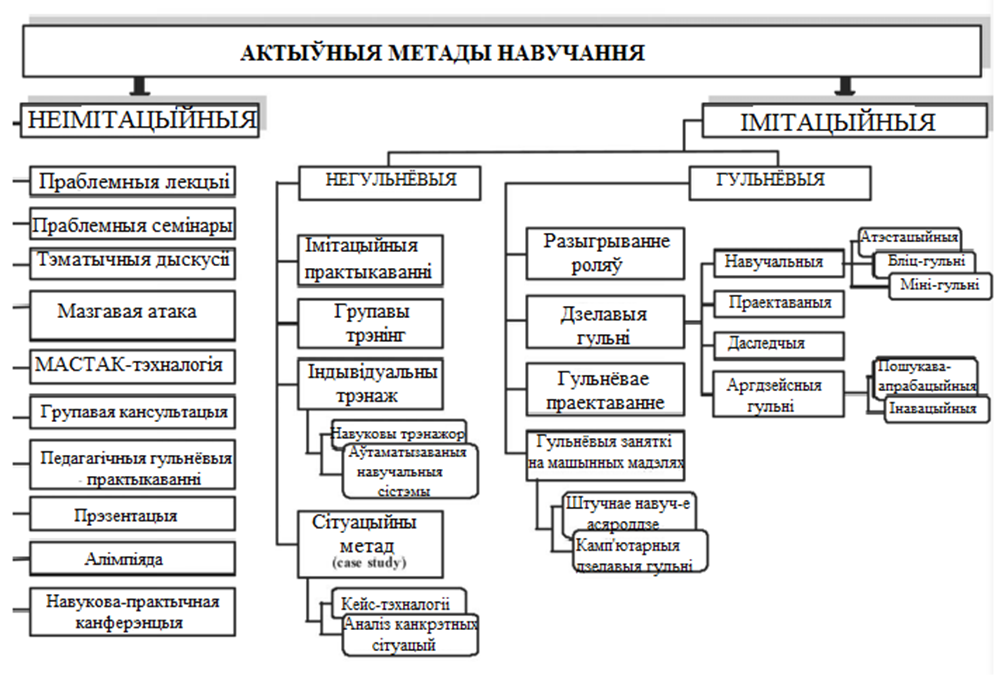 АКТЫЎНЫЯ МЕТАДЫ НАВУЧАННЯ
НЕІМІТАЦЫЙНЫЯ
ІМІТАЦЫЙНЫЯ
Праблемныя лекцыі
Праблемныя семінары
Тэматычныя дыскусіі
Мазгавая атака
МАСТАК-тэхналогія
Групавая кансультацыя
Педагагічныя гульнёвыя
практыкаванні
Прэзентацыя
Алімпіяда
Навукова-практычная
канферэнцыя
НЕГУЛЬНЁВЫЯ
Імітацыйныя
практыкаванні
Групавы
трэнінг
Індывідуальны
трэнаж
Навуковы трэнажор
Аўтаматызаваныя
навучальныя
сістэмы
Сітуацыйны
метад
(case study)
Кейс-тэхналогіі
Аналіз канкрэтных
сітуацый
ГУЛЬНЁВЫЯ
Разыгрыванне
роляў
Дзелавыя
гульні
Гульнёвае
праектаванне
Гульнёвыя заняткі
на машынных мадэлях
Штучнае навуч-е
асяроддзе
Камп'ютарныя
дзелавыя гульні
Навучальныя
Праектаваныя
Даследчыя
Аргдзейсныя
гульні
Атэсташыйныя
Бліц-гульні
Міні-гульні
Пошукава-
апрабацыйныя
Інавацыйныя